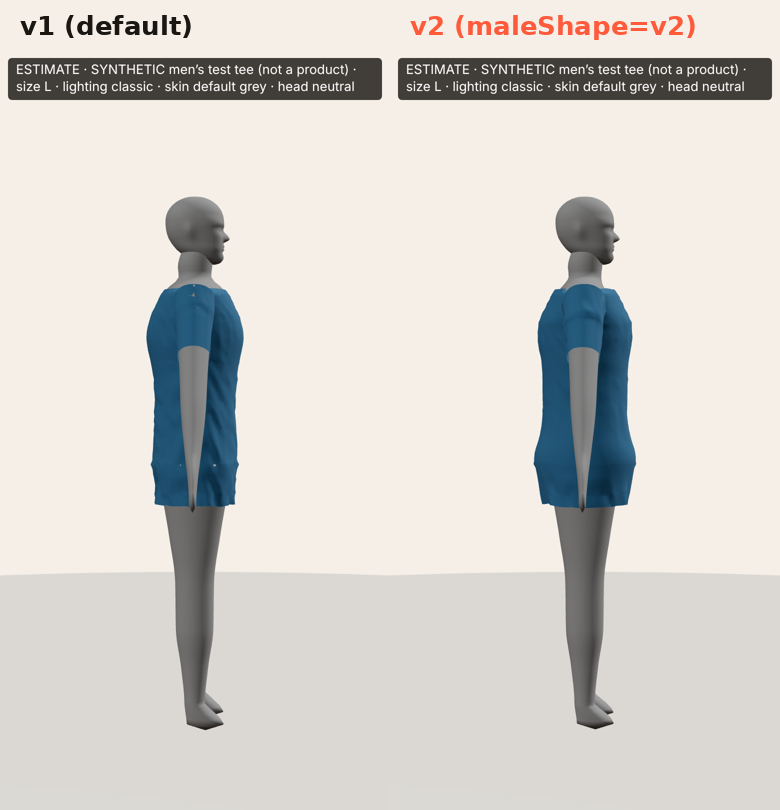 v1 (default)
ESTIMATE · SYNTHETIC men’s test tee (not a product) ·
size L · lighting classic · skin default grey · head neutral
v2 (maleShape=v2)
ESTIMATE · SYNTHETIC men’s test tee (not a product) ·
size L · lighting classic · skin default grey · head neutral